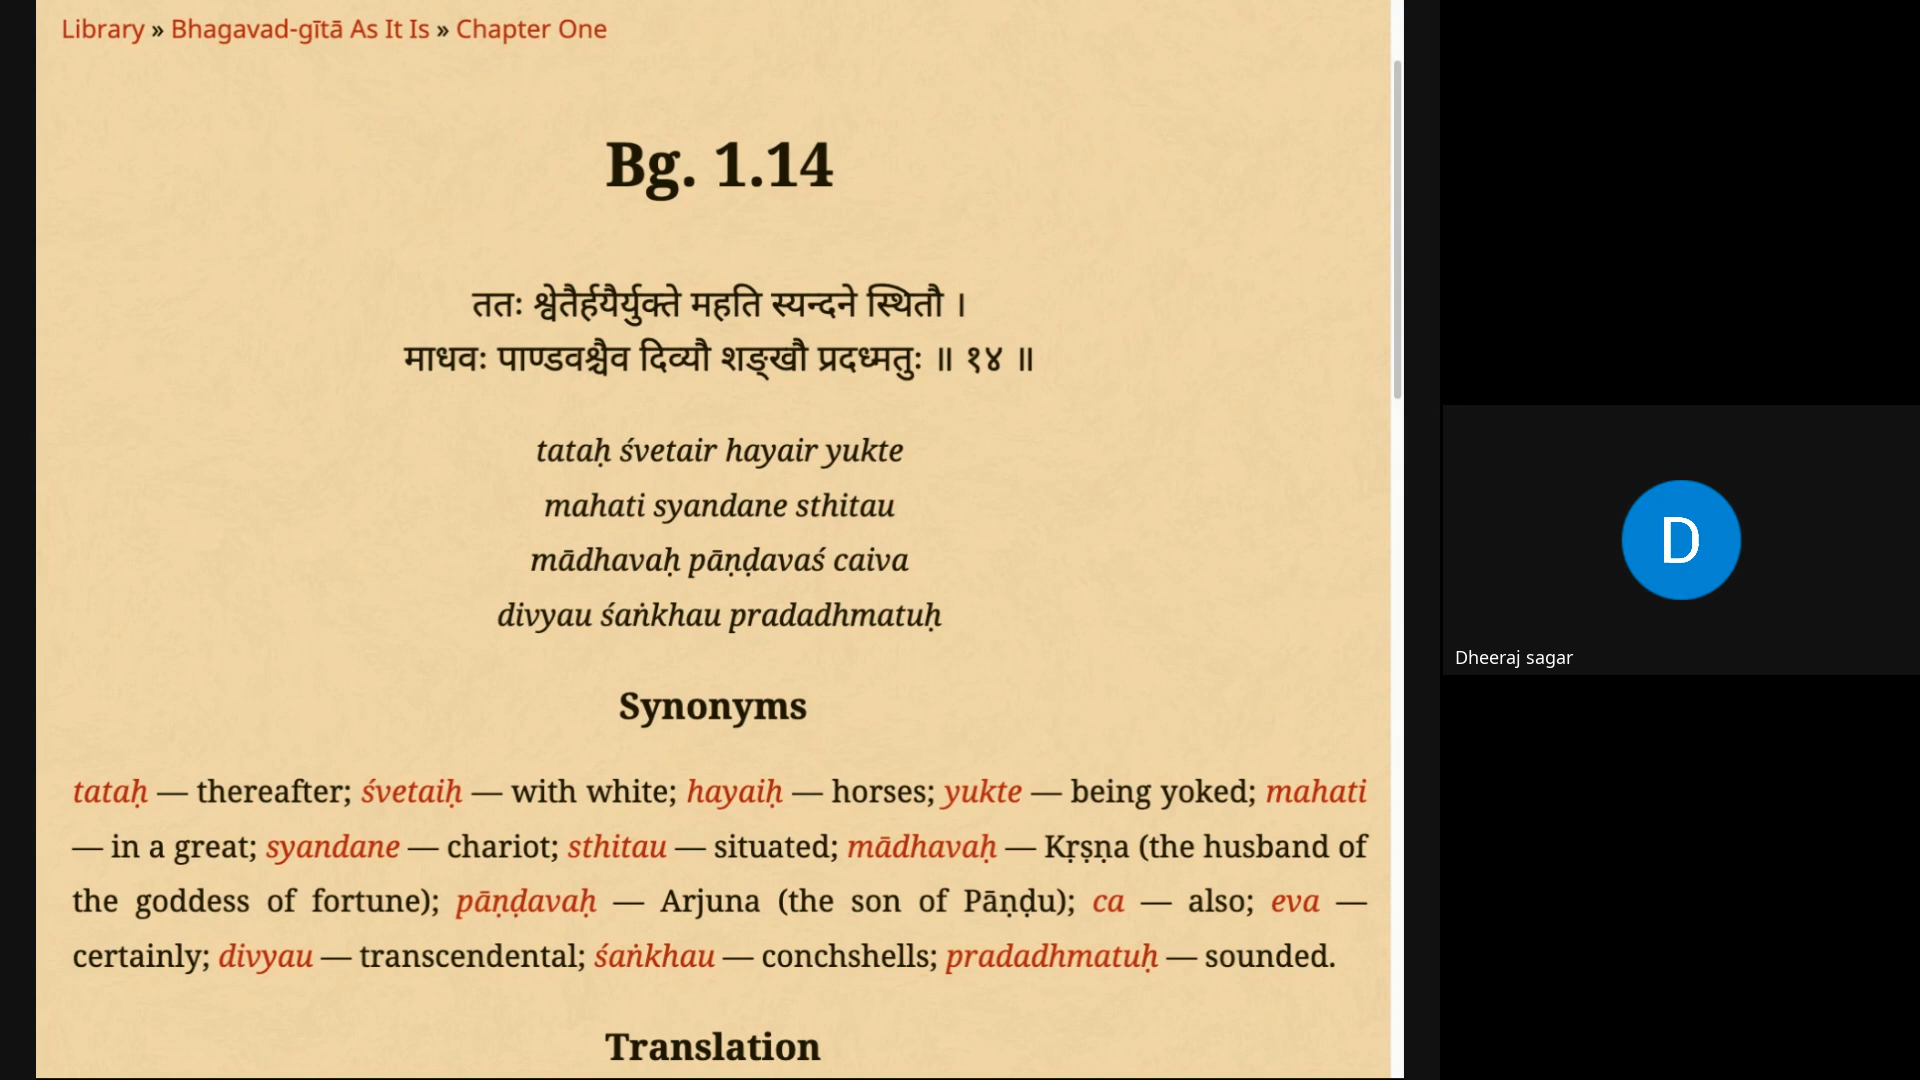 Library » Bhagavad-gītā As It Is » Chapter One
Bg. 1.14
ततः श्वेतैर्हयैर्युक्ते महति स्यन्दने स्थितौ ।
माधवः पाण्डवश्चैव दिव्यौ शङ्खौ प्रदध्मतुः ॥ १४ ॥
tataḥ śvetair hayair yukte
mahati syandane sthitau
mādhavaḥ pāṇḍavaś caiva
divyau śaṅkhau pradadhmatuḥ
Synonyms
tataḥ — thereafter; śvetaiḥ — with white; hayaiḥ — horses; yukte — being yoked; mahati
— in a great; syandane — chariot; sthitau — situated; mādhavaḥ — Kṛṣṇa (the husband of
the goddess of fortune); pāṇḍavaḥ — Arjuna (the son of Pāṇḍu); ca — also; eva —
certainly; divyau — transcendental; śaṅkhau — conchshells; pradadhmatuḥ — sounded.
Translation
D
Dheeraj sagar